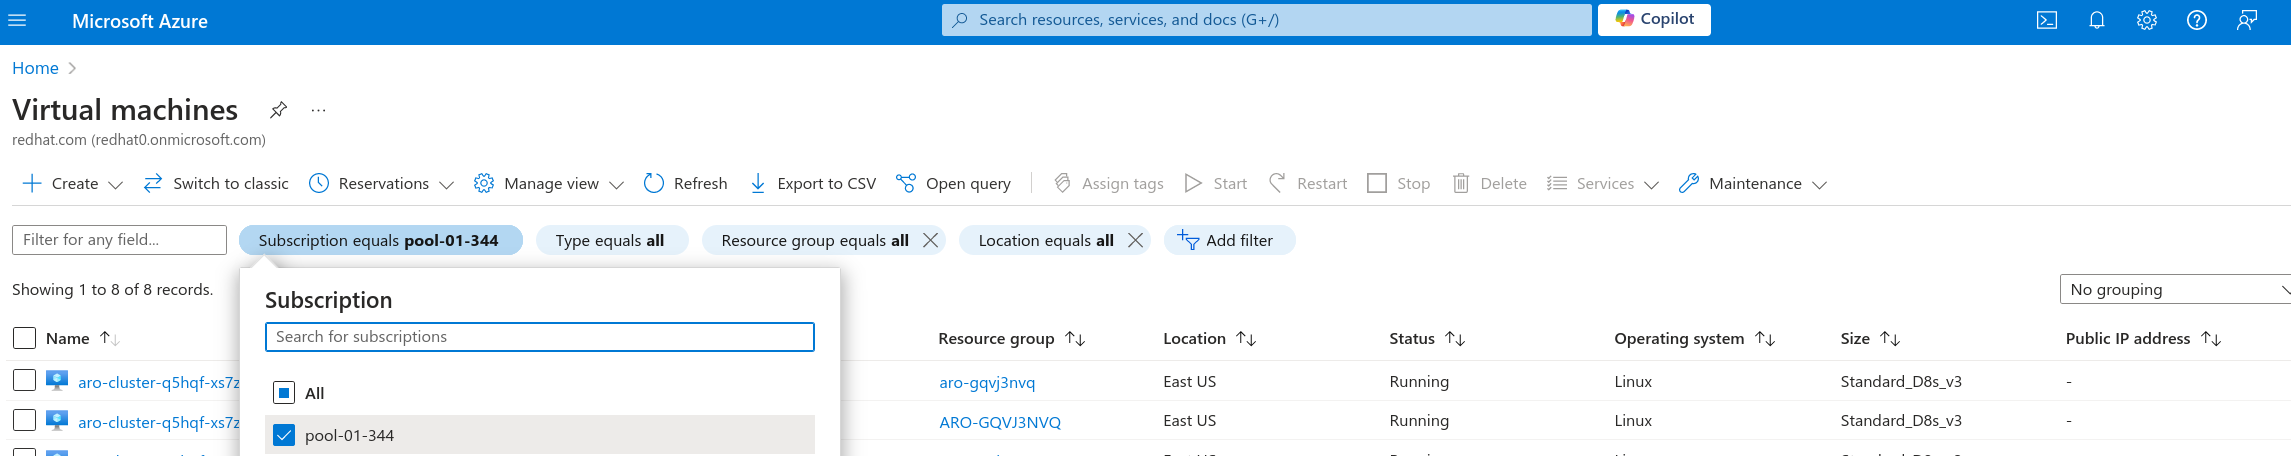 Microsoft Azure
Search resources, services, and docs (G+/)
Copilot
Home
Virtual machines
redhat.com (redhat0.onmicrosoft.com)
Create
Switch to classic
Reservations
Manage view
Refresh
Export to CSV
Open query
Assign tags
Start
Restart
Stop
Delete
Services
Maintenance
Filter for any field...
Subscription equals pool-01-344
Type equals all
Resource group equals all
Location equals all
Add filter
Showing 1 to 8 of 8 records.
No grouping
Subscription
Search for subscriptions
All
pool-01-344
Name
Resource group
Location
Status
Operating system
Size
Public IP address
aro-cluster-q5hqf-xs7z
aro-gqvj3nvq
East US
Running
Linux
Standard_D8s_v3
-
aro-cluster-q5hqf-xs7z
ARO-GQVJ3NVQ
East US
Running
Linux
Standard_D8s_v3
-